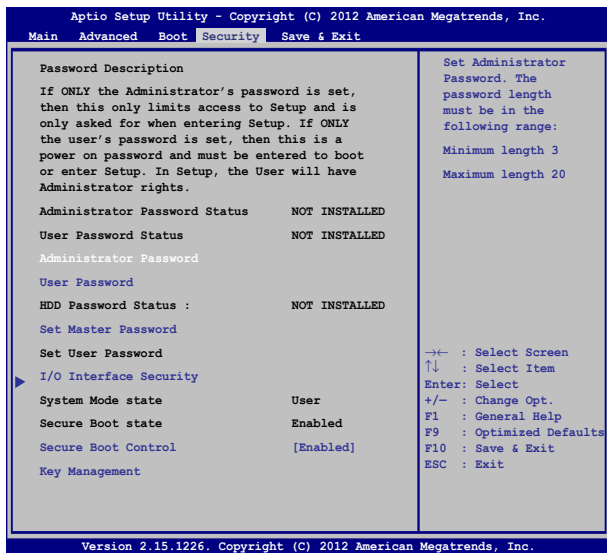 Aptio Setup Utility - Copyright (C) 2012 American Megatrends, Inc.
Main Advanced Boot Security Save & Exit
Password Description
If ONLY the Administrator's password is set,
then this only limits access to Setup and is
only asked for when entering Setup. If ONLY
the user's password is set, then this is a
power on password and must be entered to boot
or enter Setup. In Setup, the User will have
Administrator rights.
Administrator Password Status NOT INSTALLED
User Password Status NOT INSTALLED
Administrator Password
User Password
HDD Password Status : NOT INSTALLED
Set Master Password
Set User Password
I/O Interface Security
System Mode state User
Secure Boot state Enabled
Secure Boot Control [Enabled]
Key Management
Set Administrator
Password. The
password length
must be in the
following range:
Minimum length 3
Maximum length 20
→← : Select Screen
↑↓ : Select Item
Enter: Select
+/— : Change Opt.
F1 : General Help
F9 : Optimized Defaults
F10 : Save & Exit
ESC : Exit
Version 2.15.1226. Copyright (C) 2012 American Megatrends, Inc.